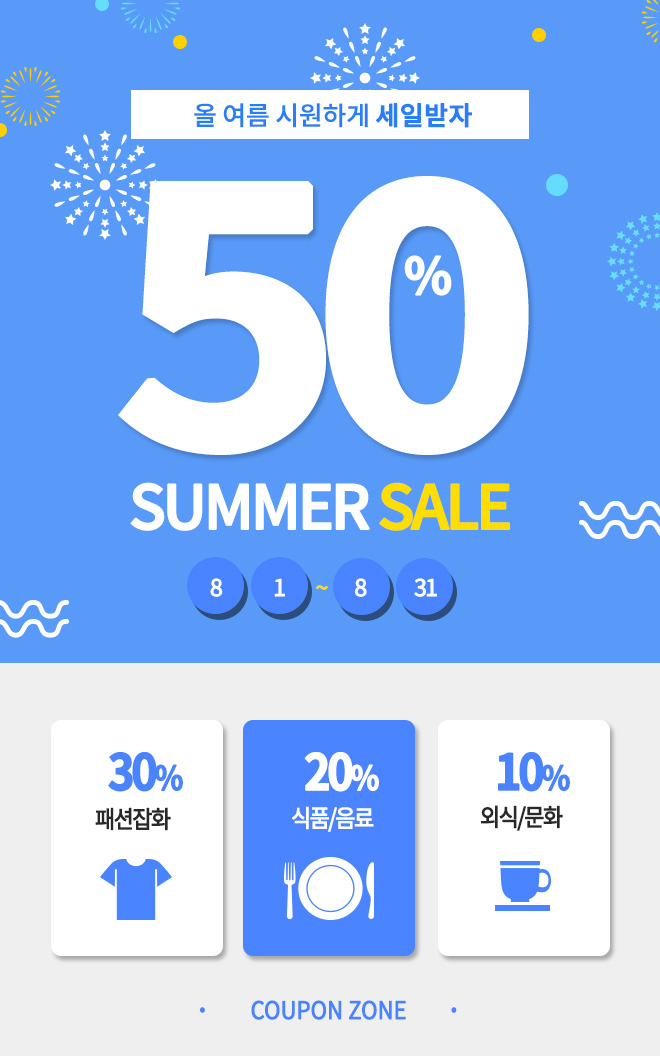 올 여름 시원하게 세일받자
50%
SUMMER SALE
8 1 ~ 8 31
30% 20% 10%
패션잡화 식품/음료 외식/문화
• COUPON ZONE •